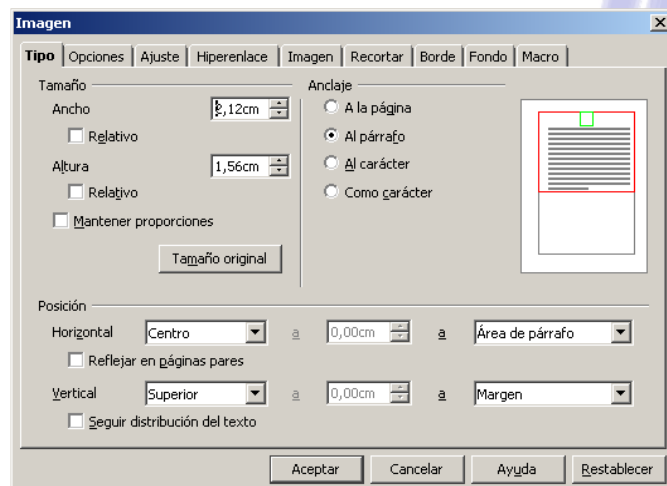 Imagen
Tipo Opciones Ajuste Hiperenlace Imagen Recortar Borde Fondo Macro
Tamaño
Ancho 2,12cm
Relativo
Altura 1,56cm
Relativo
Mantener proporciones
Tamaño original
Anclaje
A la página
Al párrafo
Al carácter
Como carácter
Posición
Horizontal Centro a 0,00cm a Área de párrafo
Reflejar en páginas pares
Vertical Superior a 0,00cm a Margen
Seguir distribución del texto
Aceptar Cancelar Ayuda Restablecer